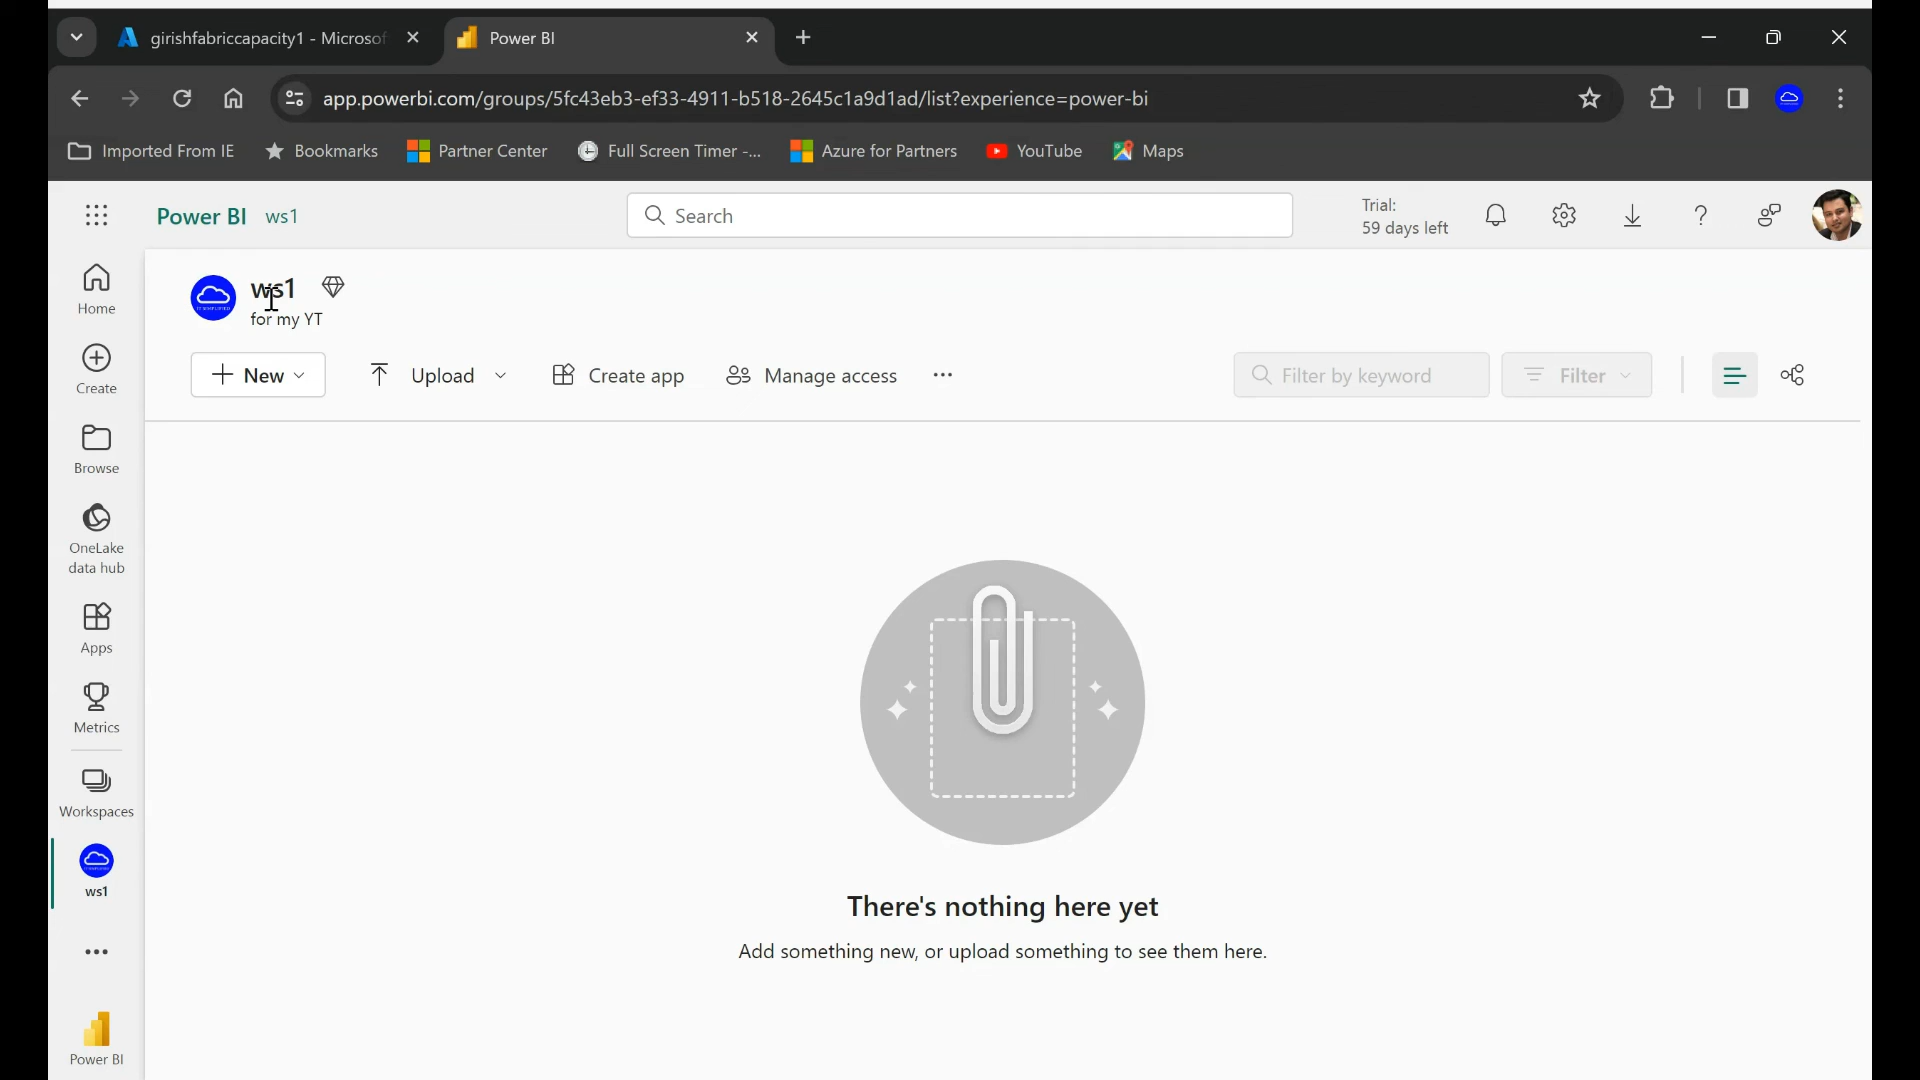 girishfabriccapacity1 - Microsof
Power BI
app.powerbi.com/groups/5fc43eb3-ef33-4911-b518-2645c1a9d1ad/list?experience=power-bi
Imported From IE
Bookmarks
Partner Center
Full Screen Timer -...
Azure for Partners
YouTube
Maps
Power BI ws1
Search
Trial:
59 days left
Home
Create
Browse
OneLake
data hub
Apps
Metrics
Workspaces
ws1
Power BI
ws1
for my YT
New
Upload
Create app
Manage access
Filter by keyword
Filter
There's nothing here yet
Add something new, or upload something to see them here.